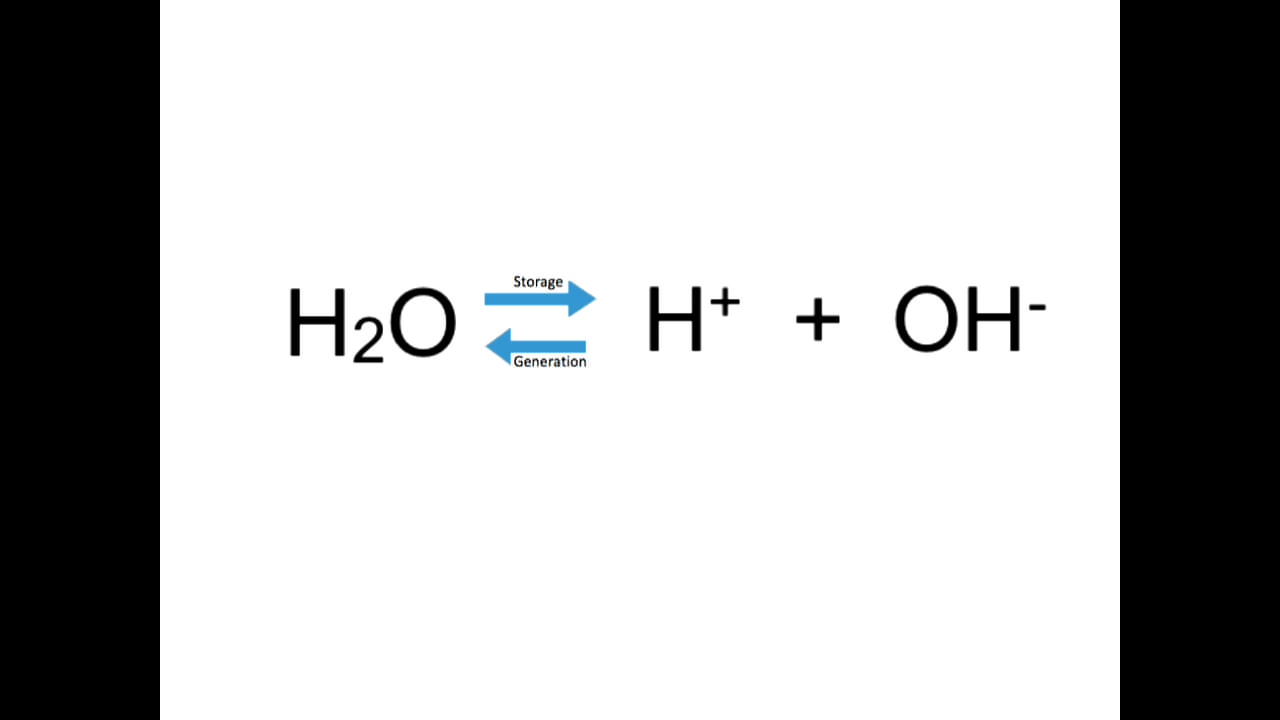 Storage
H₂O H⁺ + OH⁻
Generation